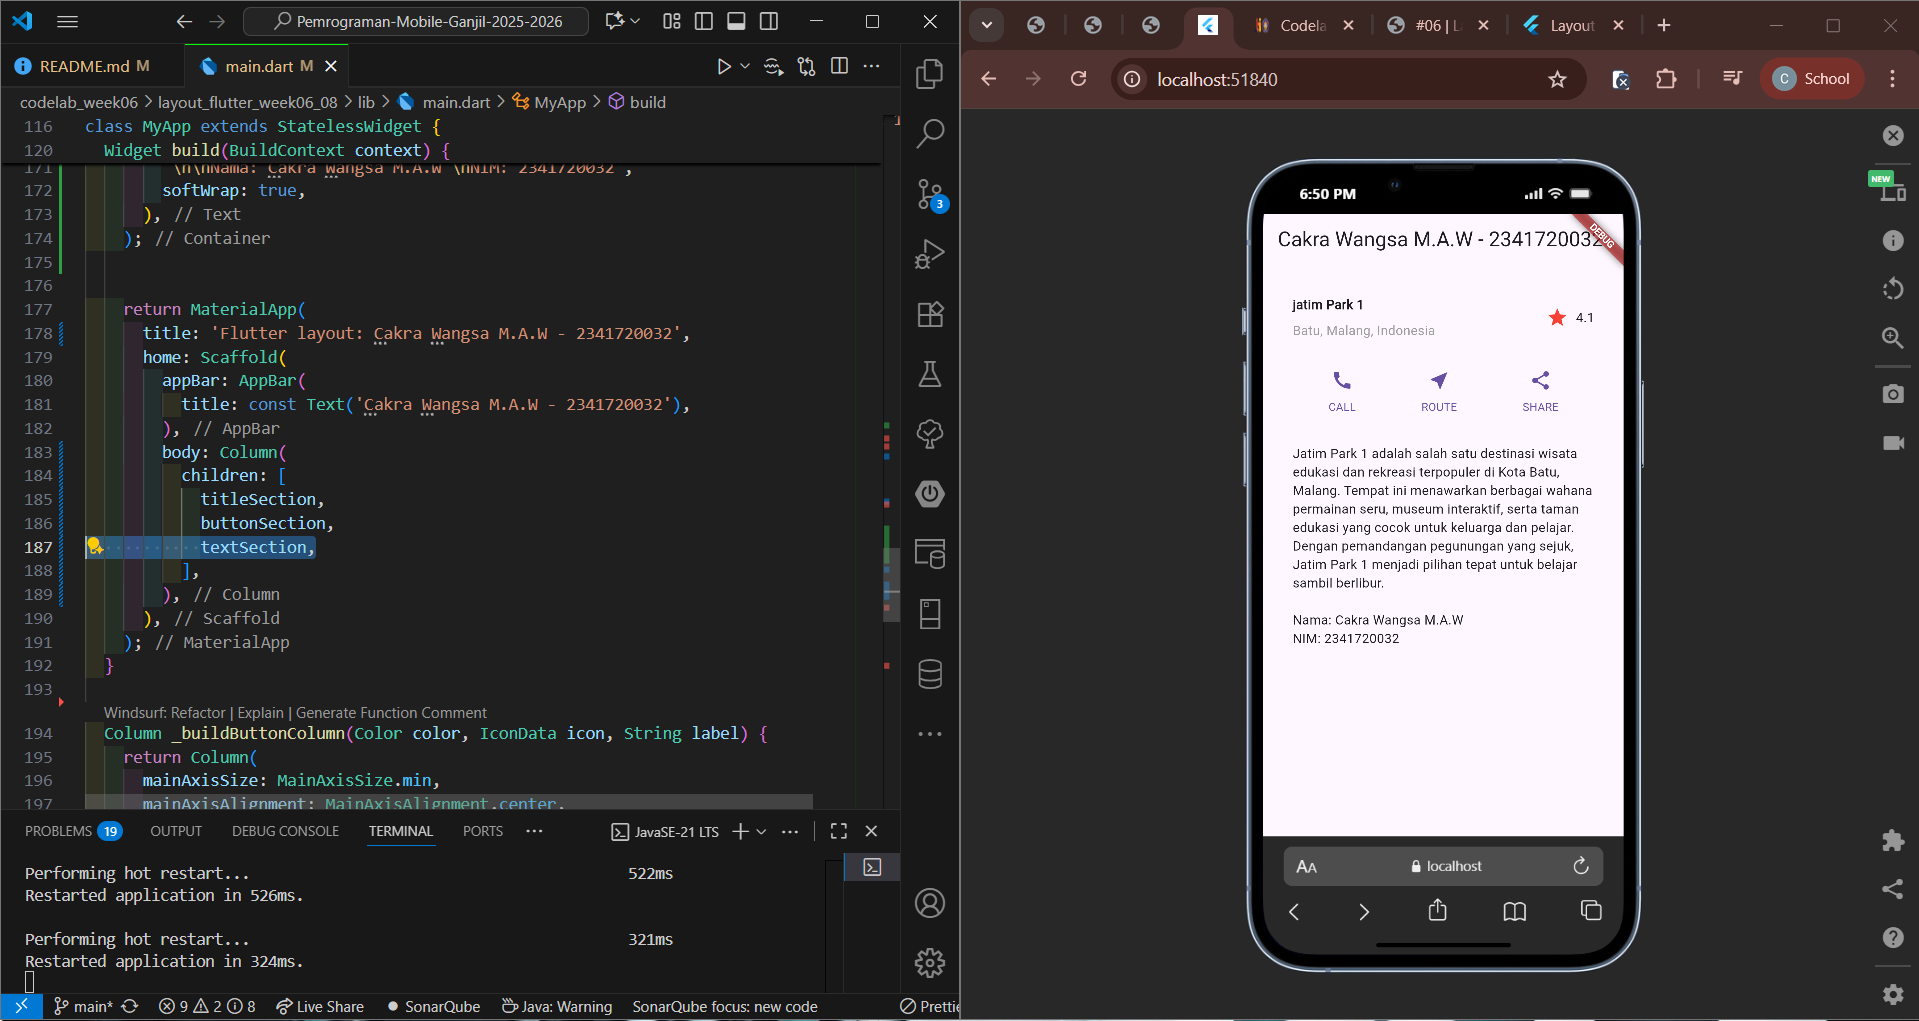 Pemrograman-Mobile-Ganjil-2025-2026
README.md M
main.dart M
codelab_week06 > layout_flutter_week06_08 > lib > main.dart > MyApp > build
116 class MyApp extends StatelessWidget {
120 Widget build(BuildContext context) {
171 \n\nNama: Cakra Wangsa M.A.W \nNIM: 2341720032',
172 softWrap: true,
173 ), // Text
174 ); // Container
175
176
177 return MaterialApp(
178 title: 'Flutter layout: Cakra Wangsa M.A.W - 2341720032',
179 home: Scaffold(
180 appBar: AppBar(
181 title: const Text('Cakra Wangsa M.A.W - 2341720032'),
182 ), // AppBar
183 body: Column(
184 children: [
185 titleSection,
186 buttonSection,
187 textSection,
188 ],
189 ), // Column
190 ), // Scaffold
191 ); // MaterialApp
192 }
193
Windsurf: Refactor | Explain | Generate Function Comment
194 Column _buildButtonColumn(Color color, IconData icon, String label) {
195 return Column(
196 mainAxisSize: MainAxisSize.min,
197 mainAxisAlignment: MainAxisAlignment.center,
3
PROBLEMS 19 OUTPUT DEBUG CONSOLE TERMINAL PORTS
JavaSE-21 LTS
Performing hot restart... 522ms
Restarted application in 526ms.
Performing hot restart... 321ms
Restarted application in 324ms.
main* 9 2 8 Live Share SonarQube Java: Warning SonarQube focus: new code Prettie
Codela
#06 | L
Layout
localhost:51840
C School
NEW
6:50 PM
DEBUG
Cakra Wangsa M.A.W - 2341720032
jatim Park 1
Batu, Malang, Indonesia
4.1
CALL ROUTE SHARE
Jatim Park 1 adalah salah satu destinasi wisata
edukasi dan rekreasi terpopuler di Kota Batu,
Malang. Tempat ini menawarkan berbagai wahana
permainan seru, museum interaktif, serta taman
edukasi yang cocok untuk keluarga dan pelajar.
Dengan pemandangan pegunungan yang sejuk,
Jatim Park 1 menjadi pilihan tepat untuk belajar
sambil berlibur.
Nama: Cakra Wangsa M.A.W
NIM: 2341720032
AA localhost